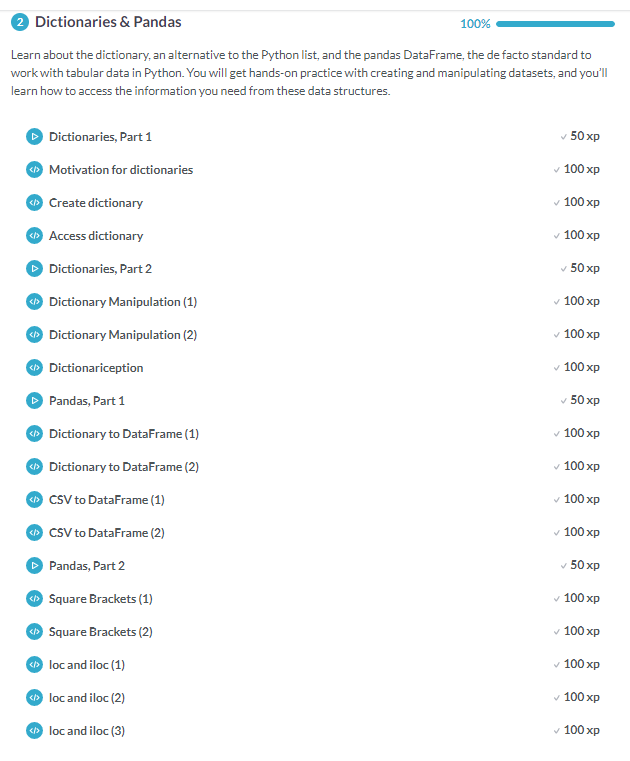 2 Dictionaries & Pandas 100%
Learn about the dictionary, an alternative to the Python list, and the pandas DataFrame, the de facto standard to
work with tabular data in Python. You will get hands-on practice with creating and manipulating datasets, and you'll
learn how to access the information you need from these data structures.
Dictionaries, Part 1 50 xp
Motivation for dictionaries 100 xp
Create dictionary 100 xp
Access dictionary 100 xp
Dictionaries, Part 2 50 xp
Dictionary Manipulation (1) 100 xp
Dictionary Manipulation (2) 100 xp
Dictionariception 100 xp
Pandas, Part 1 50 xp
Dictionary to DataFrame (1) 100 xp
Dictionary to DataFrame (2) 100 xp
CSV to DataFrame (1) 100 xp
CSV to DataFrame (2) 100 xp
Pandas, Part 2 50 xp
Square Brackets (1) 100 xp
Square Brackets (2) 100 xp
loc and iloc (1) 100 xp
loc and iloc (2) 100 xp
loc and iloc (3) 100 xp